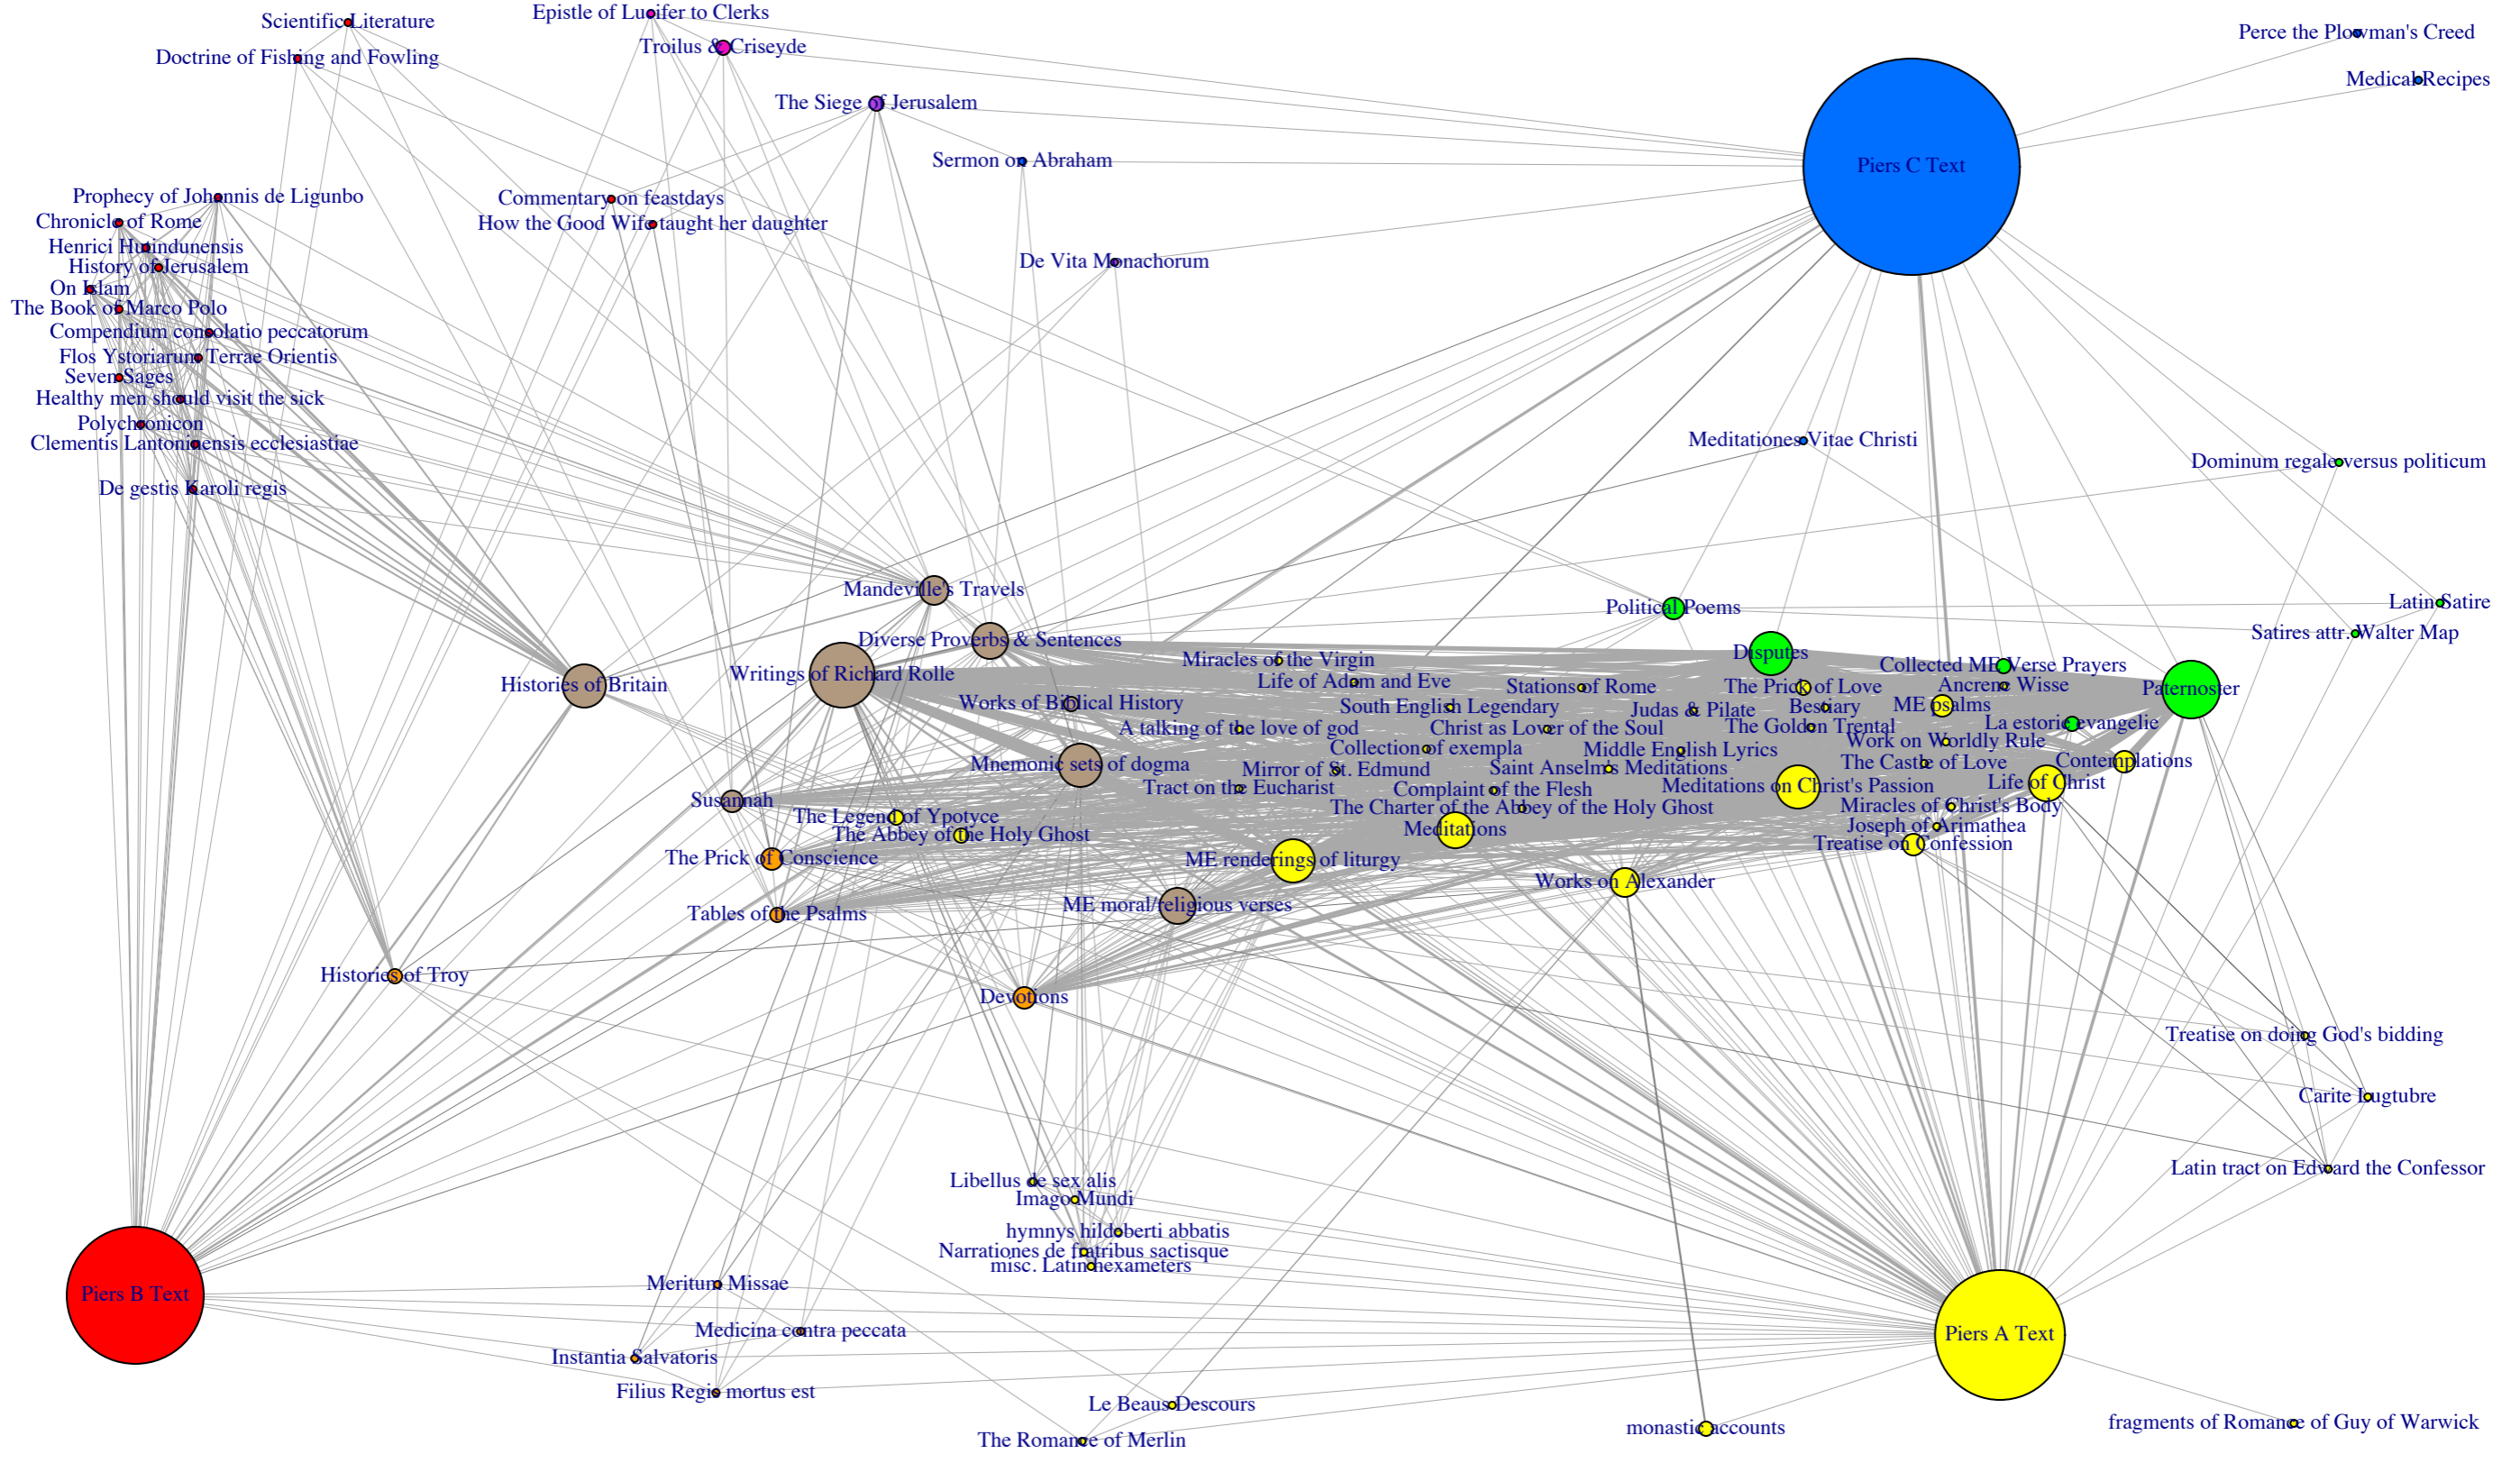 Scientific Literature
Epistle of Lucifer to Clerks
Perce the Plowman's Creed
Troilus & Criseyde
Doctrine of Fishing and Fowling
Medical Recipes
The Siege of Jerusalem
Sermon on Abraham
Piers C Text
Prophecy of Johonnis de Ligunbo
Commentary on feastdays
Chronicle of Rome
How the Good Wife taught her daughter
Henrici Hutindunensis
De Vita Monachorum
History of Jerusalem
On Islam
The Book of Marco Polo
Compendium consolatio peccatorum
Flos Ystoriarum Terrae Orientis
Seven Sages
Healthy men should visit the sick
Polychronicon
Meditationes Vitae Christi
Clementis Lantoninensis ecclesiastiae
Dominum regale versus politicum
De gestis Karoli regis
Mandeville's Travels
Latin Satire
Political Poems
Satires attr. Walter Map
Diverse Proverbs & Sentences
Disputes
Miracles of the Virgin
Collected ME Verse Prayers
Writings of Richard Rolle
Life of Adam and Eve
Histories of Britain
Stations of Rome
The Prick of Love
Ancrene Wisse
Paternoster
Works of Biblical History
South English Legendary
Judas & Pilate
Bestiary
ME psalms
A talking of the love of god
Christ as Lover of the Soul
The Golden Trental
La estorie evangelie
Collection of exempla
Middle English Lyrics
Work on Worldly Rule
Mnemonic sets of dogma
Mirror of St. Edmund
Saint Anselm's Meditations
The Castle of Love
Contemplations
Tract on the Eucharist
Complaint of the Flesh
Meditations on Christ's Passion
Life of Christ
Susannah
The Charter of the Abbey of the Holy Ghost
Miracles of Christ's Body
The Legend of Ypotyce
The Abbey of the Holy Ghost
Meditations
Joseph of Arimathea
Treatise on Confession
The Prick of Conscience
ME renderings of liturgy
Works on Alexander
Tables of the Psalms
ME moral/religious verses
Histories of Troy
Devotions
Treatise on doing God's bidding
Carite Lugtubre
Latin tract on Edward the Confessor
Libellus de sex alis
Imago Mundi
hymnys hildeberti abbatis
Narrationes de fratribus sactisque
misc. Latin hexameters
Meritum Missae
Piers B Text
Medicina contra peccata
Piers A Text
Instantia Salvatoris
Filius Regis mortus est
Le Beaus Descours
fragments of Romance of Guy of Warwick
monastic accounts
The Romance of Merlin